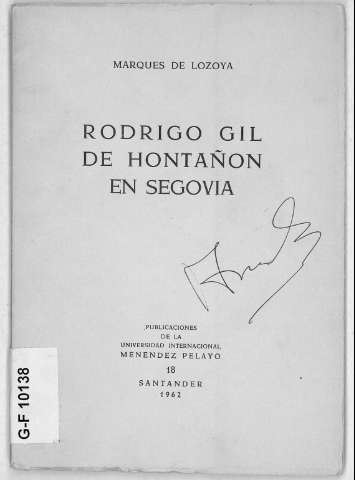 MARQUES DE LOZOYA
RODRIGO GIL
DE HONTAÑON
EN SEGOVIA
PUBLICACIONES
DE LA
UNIVERSIDAD INTERNACIONAL
MENENDEZ PELAYO
18
SANTANDER
1962
G-F 10138